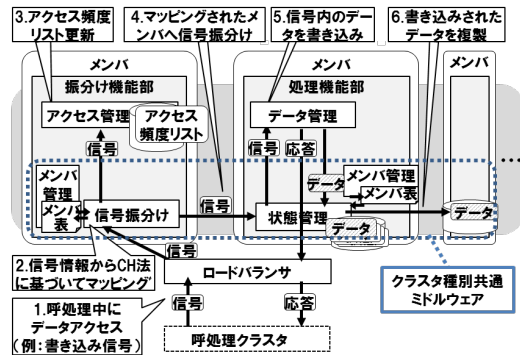 3.アクセス頻度
リスト更新
4.マッピングされたメ
ンバへ信号振分け
5.信号内のデー
タを書き込み
6.書き込みされた
データを複製
メンバ
振分け機能部
アクセス管理
アクセス
頻度リスト
信号
メンバ
管理
メンバ
表
信号振分け
信号
メンバ
処理機能部
データ管理
信号
応答
データ
メンバ管理
メンバ表
状態管理
データ
メンバ
データ
・・・
2.信号情報からCH法
に基づいてマッピング
信号
ロードバランサ
クラスタ種別共通
ミドルウェア
1.呼処理中に
データアクセス
(例:書き込み信号)
信号
応答
呼処理クラスタ